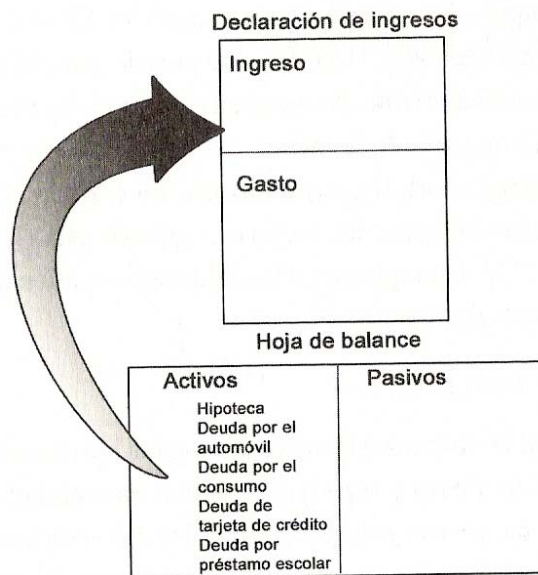 Declaración de ingresos
Ingreso
Gasto
Hoja de balance
Activos
Hipoteca
Deuda por el
automóvil
Deuda por el
consumo
Deuda de
tarjeta de crédito
Deuda por
préstamo escolar
Pasivos